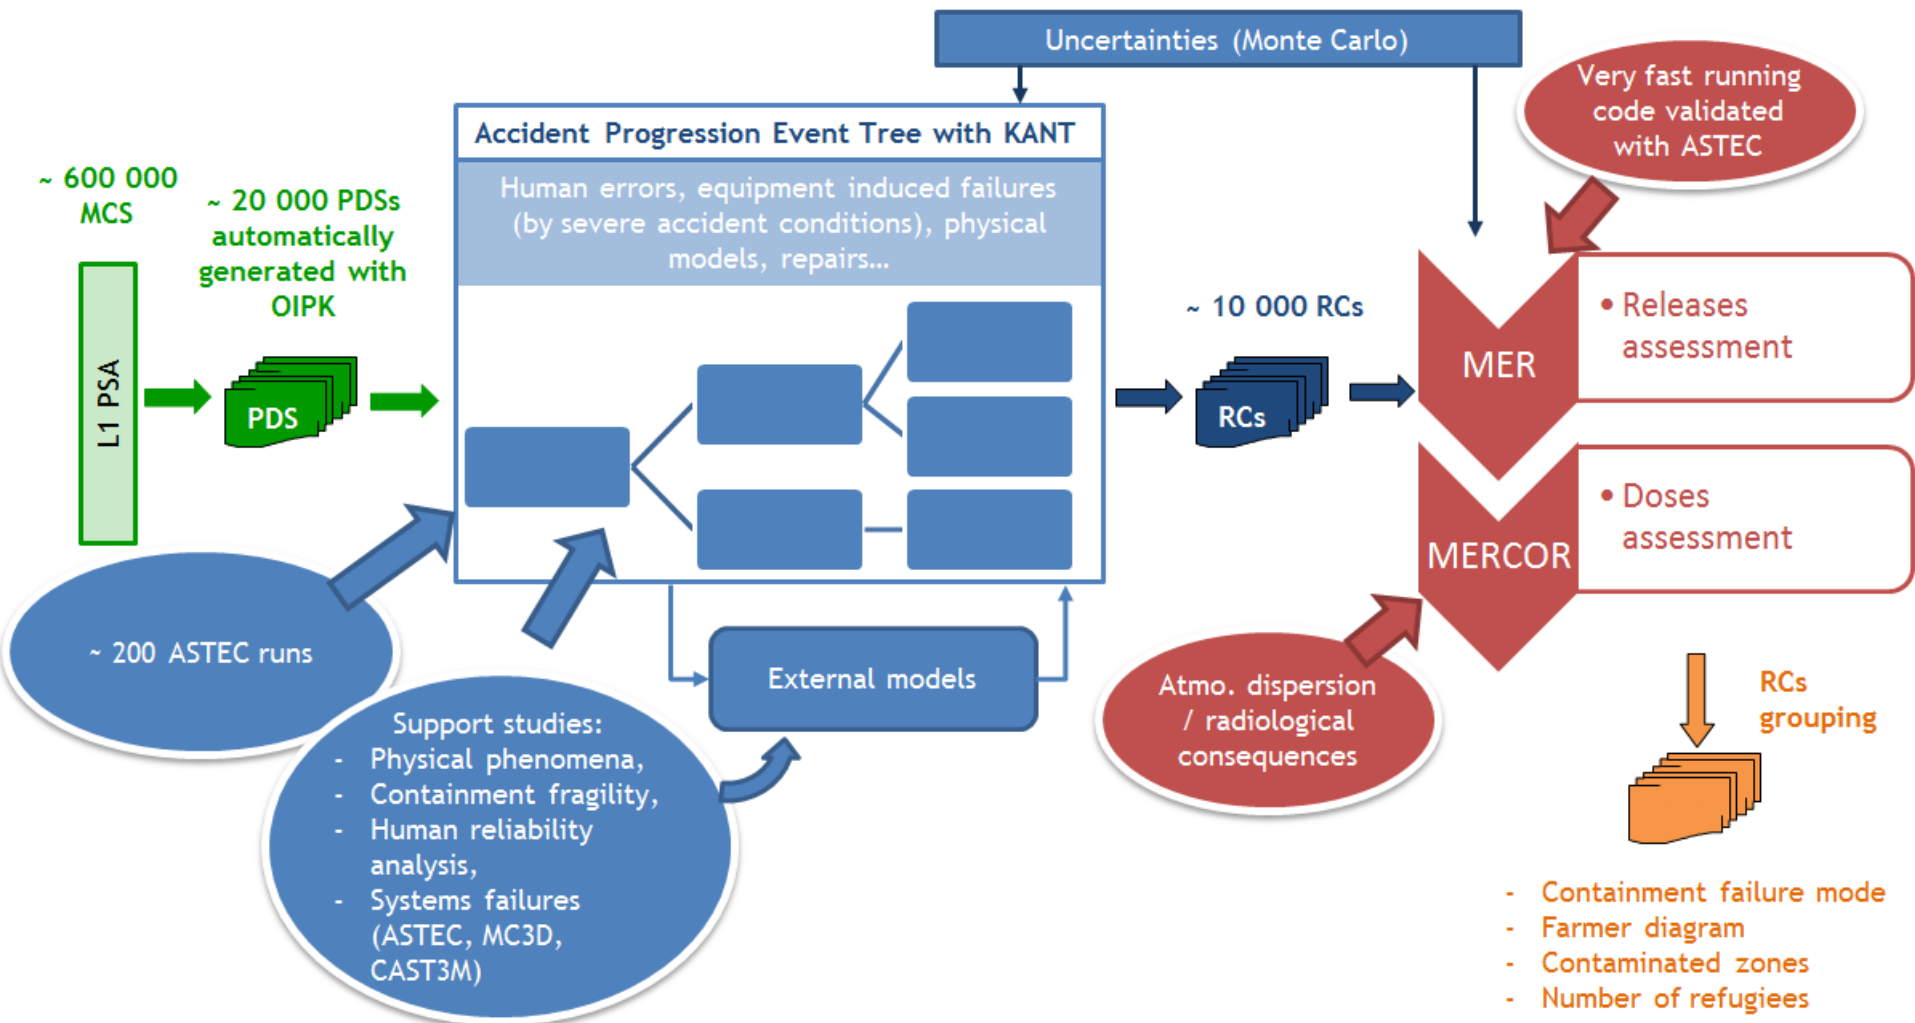 Uncertainties (Monte Carlo)
Very fast running
code validated
with ASTEC
Accident Progression Event Tree with KANT
Human errors, equipment induced failures
(by severe accident conditions), physical
models, repairs...
~ 600 000
MCS
~ 20 000 PDSs
automatically
generated with
OIPK
L1 PSA
PDS
~ 10 000 RCs
RCs
MER
• Releases
assessment
MERCOR
• Doses
assessment
~ 200 ASTEC runs
External models
Support studies:
- Physical phenomena,
- Containment fragility,
- Human reliability
analysis,
- Systems failures
(ASTEC, MC3D,
CAST3M)
Atmo. dispersion
/ radiological
consequences
RCs
grouping
- Containment failure mode
- Farmer diagram
- Contaminated zones
- Number of refugiees